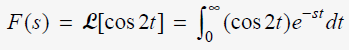 F(s) = ℒ[cos 2t] = ∫₀^∞ (cos 2t)e^{-st} dt